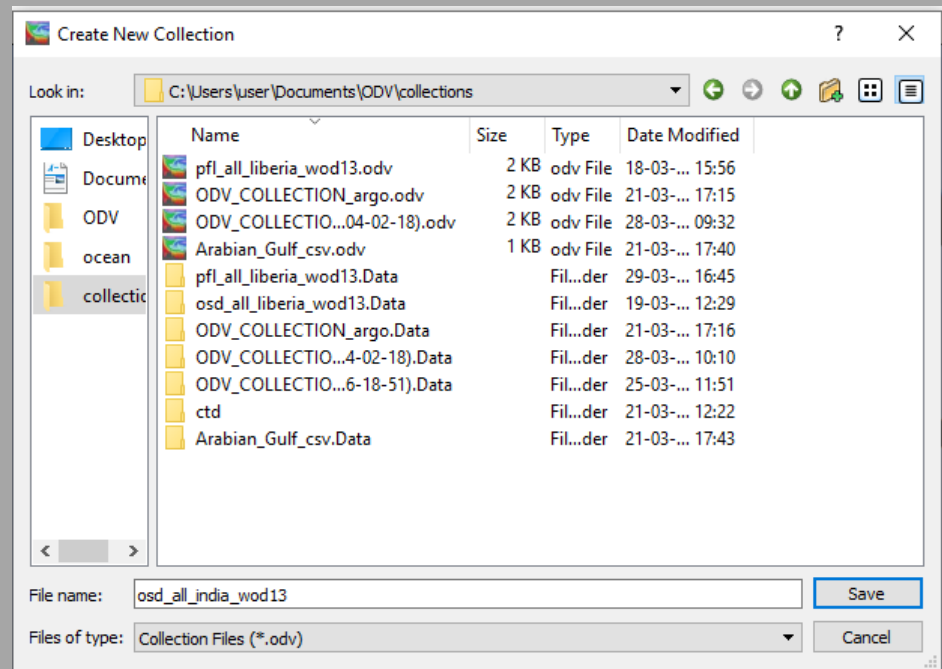 Create New Collection ? ×
Look in: C:\Users\user\Documents\ODV\collections
Desktop
Docume
ODV
ocean
collectic
Name Size Type Date Modified
pfl_all_liberia_wod13.odv 2 KB odv File 18-03-... 15:56
ODV_COLLECTION_argo.odv 2 KB odv File 21-03-... 17:15
ODV_COLLECTIO...04-02-18).odv 2 KB odv File 28-03-... 09:32
Arabian_Gulf_csv.odv 1 KB odv File 21-03-... 17:40
pfl_all_liberia_wod13.Data Fil...der 29-03-... 16:45
osd_all_liberia_wod13.Data Fil...der 19-03-... 12:29
ODV_COLLECTION_argo.Data Fil...der 21-03-... 17:16
ODV_COLLECTIO...4-02-18).Data Fil...der 28-03-... 10:10
ODV_COLLECTIO...6-18-51).Data Fil...der 25-03-... 11:51
ctd Fil...der 21-03-... 12:22
Arabian_Gulf_csv.Data Fil...der 21-03-... 17:43
File name: osd_all_india_wod13 Save
Files of type: Collection Files (*.odv) Cancel